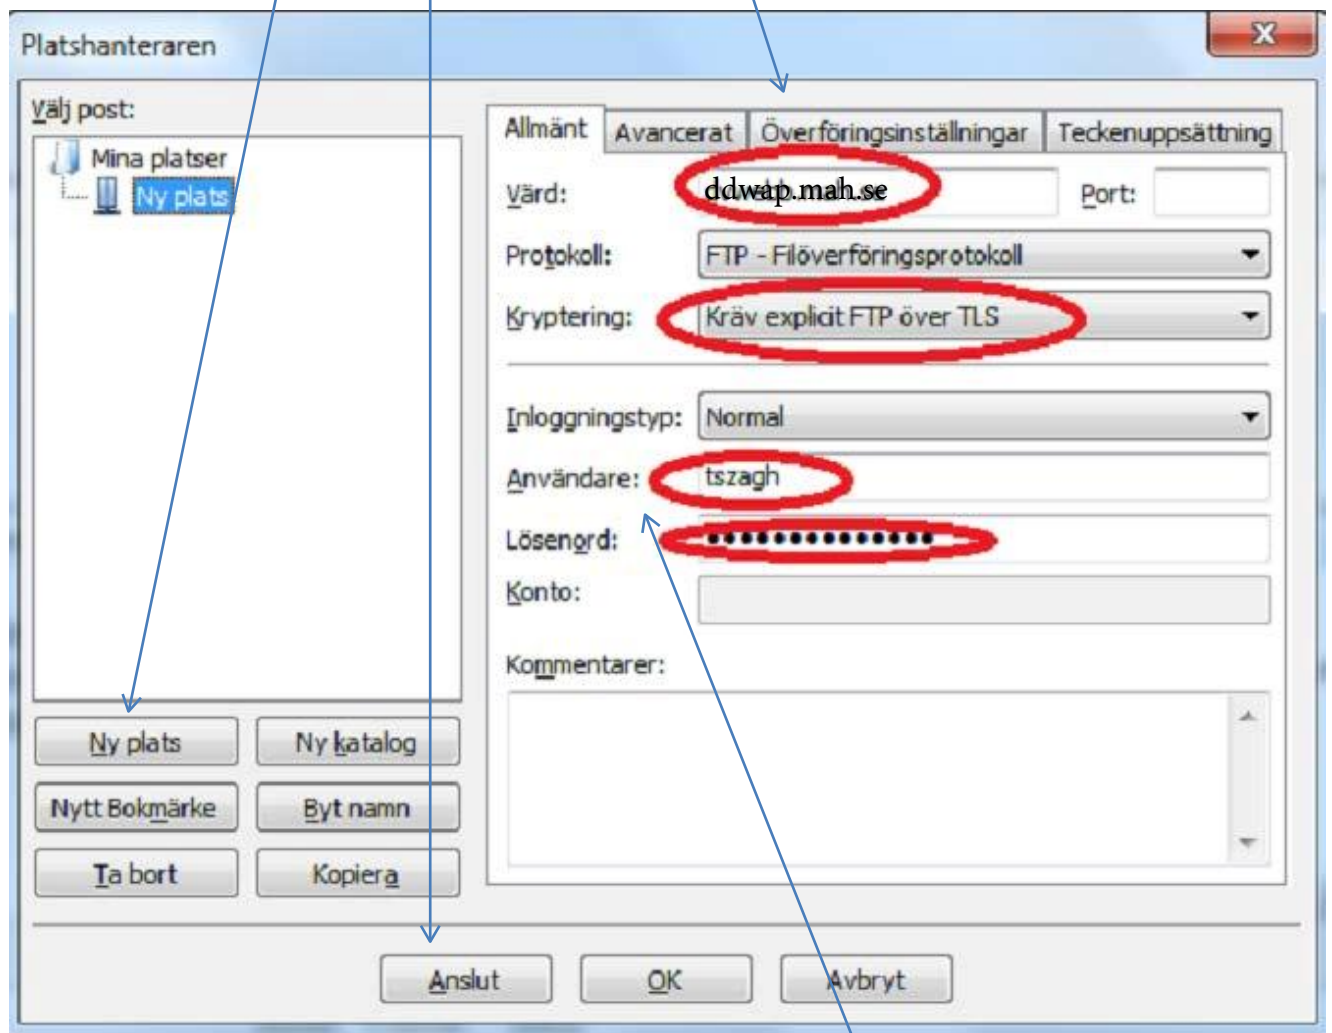 Platshanteraren
Välj post:
Mina platser
Ny plats
Allmänt Avancerat Överföringsinställningar Teckenuppsättning
Värd: ddwap.mah.se Port:
Protokoll: FTP - Filöverföringsprotokoll
Kryptering: Kräv explicit FTP över TLS
Inloggningstyp: Normal
Användare: tszagh
Lösenord: ●●●●●●●●●●●●●●
Konto:
Kommentarer:
Ny plats Ny katalog
Nytt Bokmärke Byt namn
Ta bort Kopiera
Anslut OK Avbryt